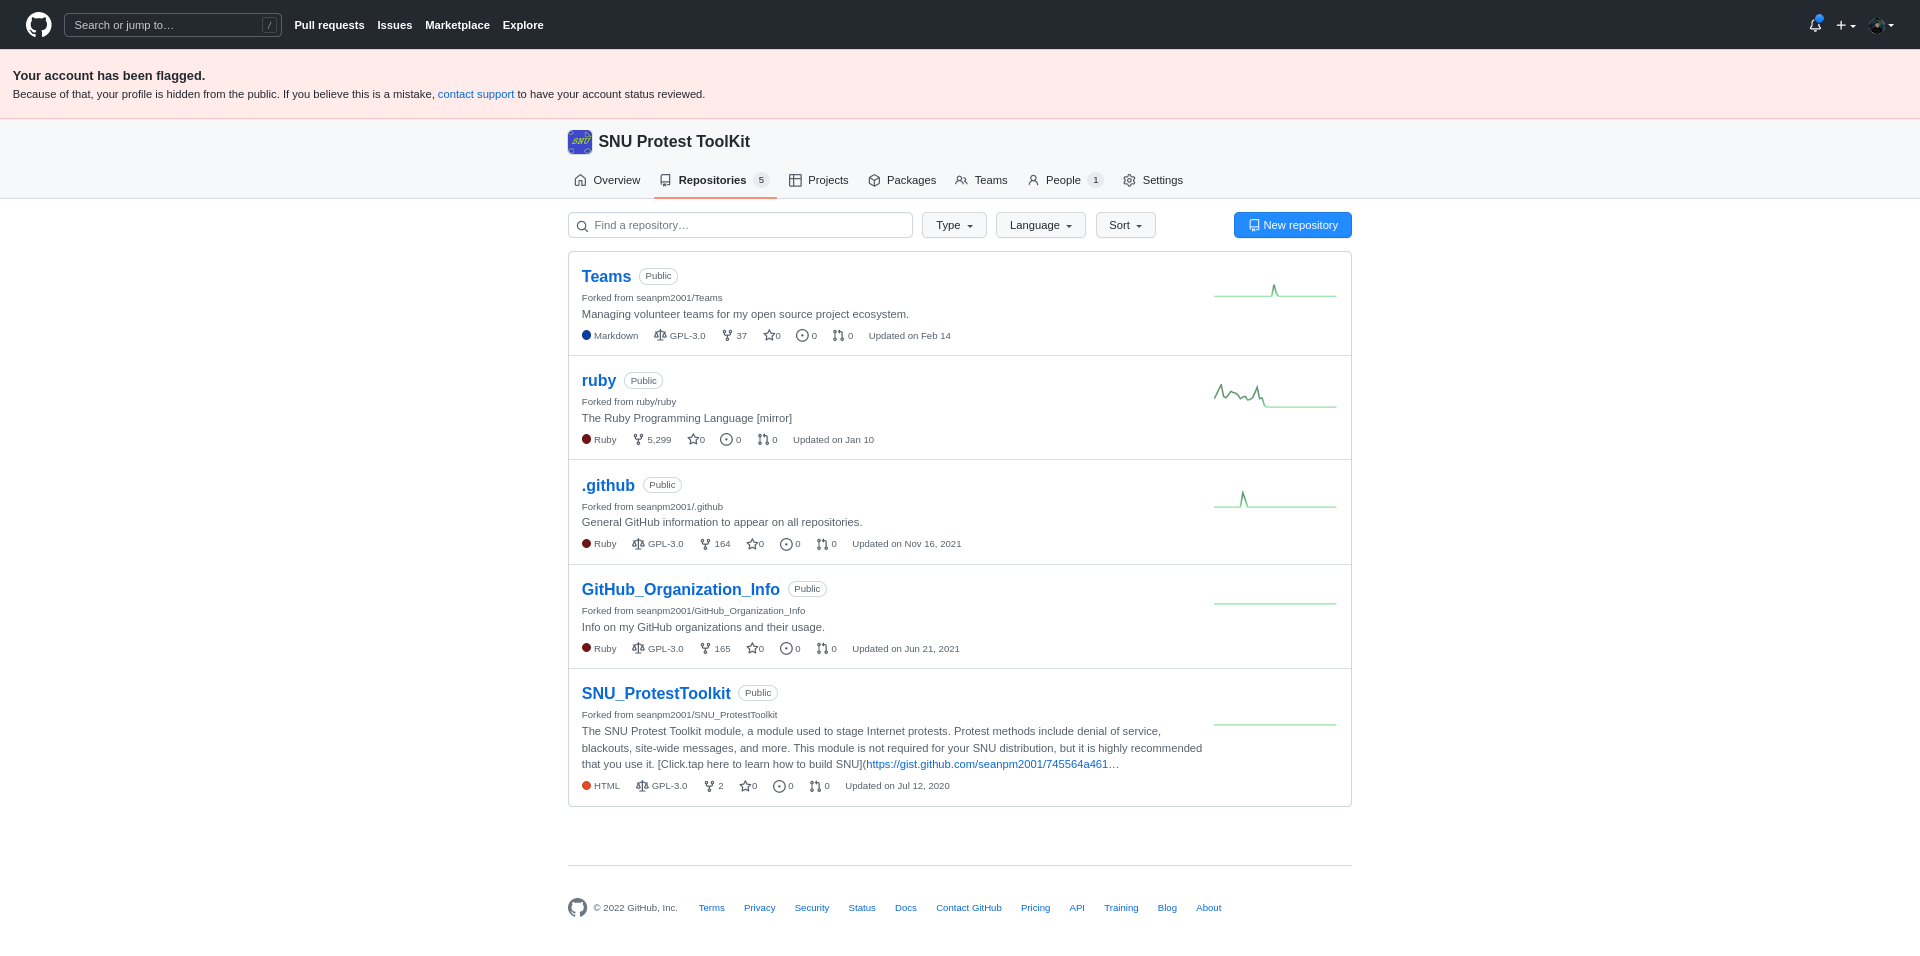 Search or jump to… /
Pull requests Issues Marketplace Explore
Your account has been flagged.
Because of that, your profile is hidden from the public. If you believe this is a mistake, contact support to have your account status reviewed.
SNU SNU Protest ToolKit
Overview Repositories 5 Projects Packages Teams People 1 Settings
Find a repository… Type Language Sort New repository
Teams Public
Forked from seanpm2001/Teams
Managing volunteer teams for my open source project ecosystem.
Markdown GPL-3.0 37 0 0 0 Updated on Feb 14
ruby Public
Forked from ruby/ruby
The Ruby Programming Language [mirror]
Ruby 5,299 0 0 0 Updated on Jan 10
.github Public
Forked from seanpm2001/.github
General GitHub information to appear on all repositories.
Ruby GPL-3.0 164 0 0 0 Updated on Nov 16, 2021
GitHub_Organization_Info Public
Forked from seanpm2001/GitHub_Organization_Info
Info on my GitHub organizations and their usage.
Ruby GPL-3.0 165 0 0 0 Updated on Jun 21, 2021
SNU_ProtestToolkit Public
Forked from seanpm2001/SNU_ProtestToolkit
The SNU Protest Toolkit module, a module used to stage Internet protests. Protest methods include denial of service,
blackouts, site-wide messages, and more. This module is not required for your SNU distribution, but it is highly recommended
that you use it. [Click.tap here to learn how to build SNU](https://gist.github.com/seanpm2001/745564a461…
HTML GPL-3.0 2 0 0 0 Updated on Jul 12, 2020
© 2022 GitHub, Inc. Terms Privacy Security Status Docs Contact GitHub Pricing API Training Blog About